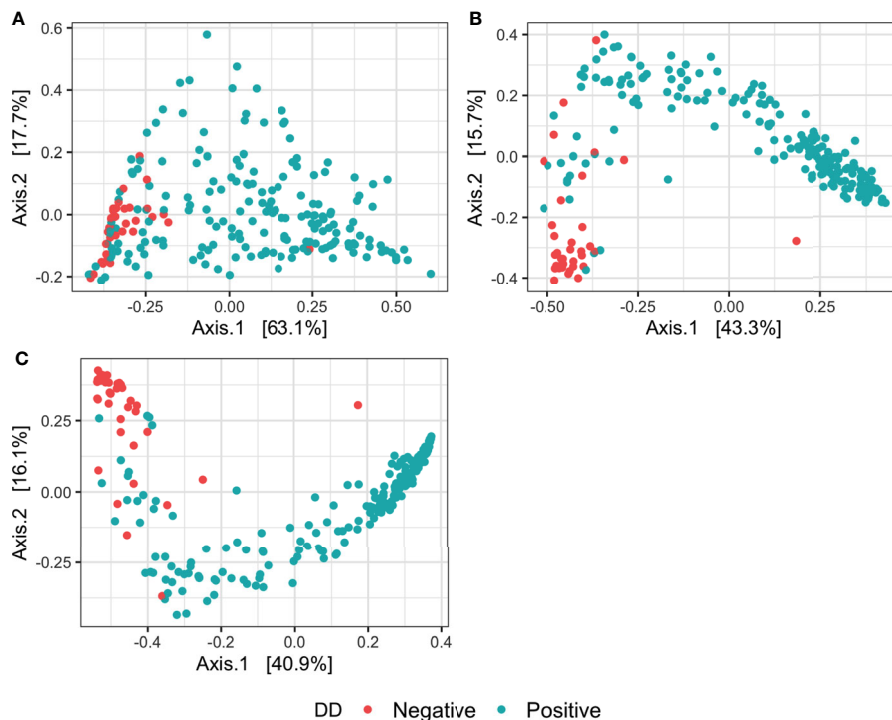 A
0.6
0.4
0.2
0.0
-0.2
Axis.2 [17.7%]
-0.25
0.00
0.25
0.50
Axis.1 [63.1%]
B
0.4
0.2
0.0
-0.2
-0.4
Axis.2 [15.7%]
-0.50
-0.25
0.00
0.25
Axis.1 [43.3%]
C
0.25
0.00
-0.25
Axis.2 [16.1%]
-0.4
-0.2
0.0
0.2
0.4
Axis.1 [40.9%]
DD Negative Positive